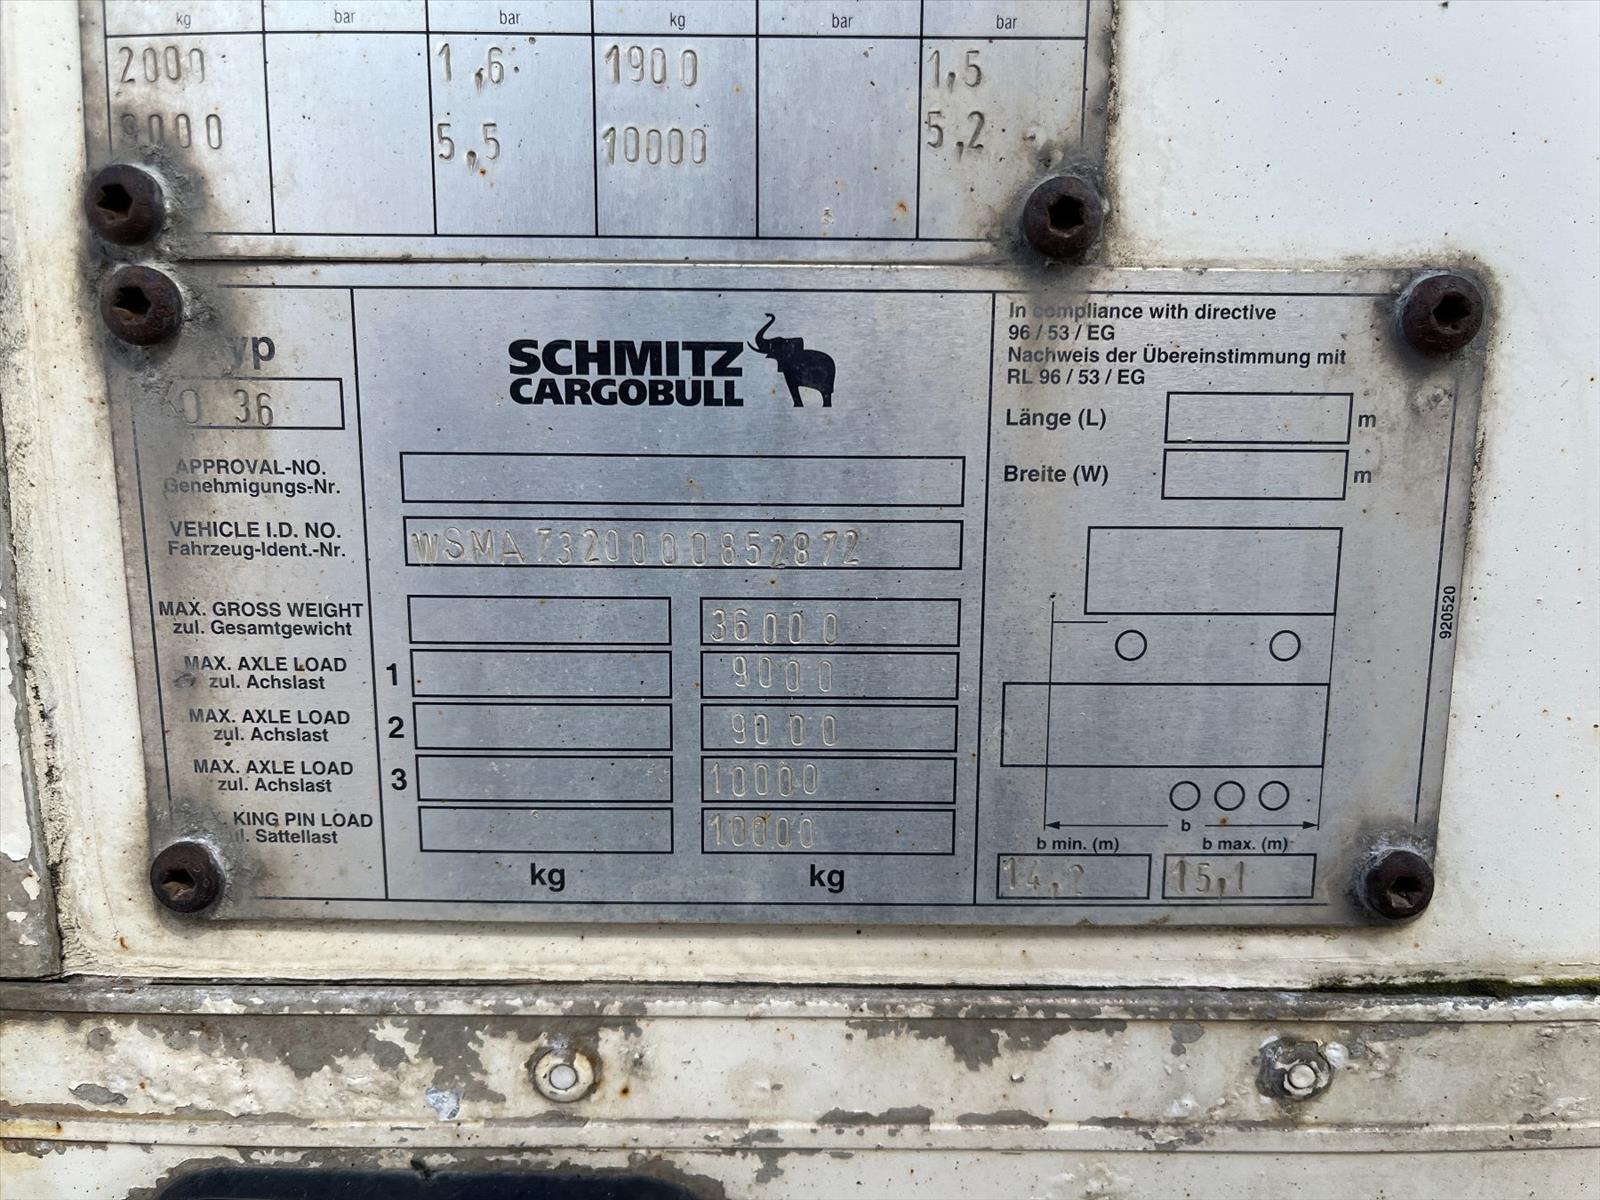 kg bar bar kg bar bar
2000 1,6 1900 1,5
9000 5,5 10000 5,2
SCHMITZ
CARGOBULL
36
APPROVAL-NO.
Genehmigungs-Nr.
VEHICLE I.D. NO.
Fahrzeug-Ident.-Nr.
WSMA7320000852872
MAX. GROSS WEIGHT
zul. Gesamtgewicht
36000
MAX. AXLE LOAD
zul. Achslast
1 9000
MAX. AXLE LOAD
zul. Achslast
2 9000
MAX. AXLE LOAD
zul. Achslast
3 10000
KING PIN LOAD
zul. Sattellast
10000
kg kg
In compliance with directive
96 / 53 / EG
Nachweis der Übereinstimmung mit
RL 96 / 53 / EG
Länge (L) m
Breite (W) m
b
b min. (m) b max. (m)
14,2 15,1
920520